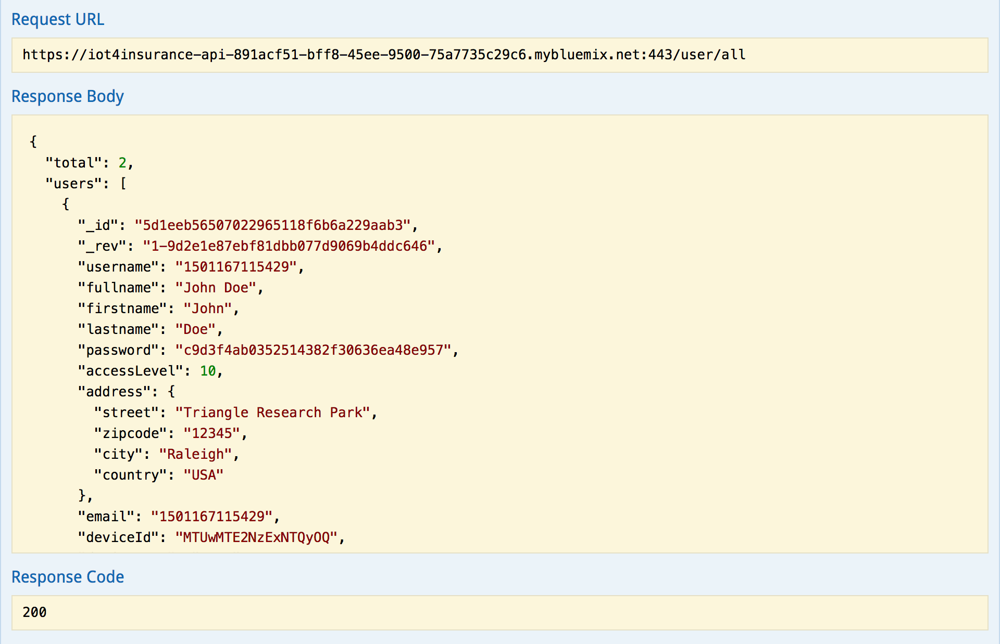 Request URL
https://iot4insurance-api-891acf51-bff8-45ee-9500-75a7735c29c6.mybluemix.net:443/user/all
Response Body
{
  "total": 2,
  "users": [
    {
      "_id": "5d1eeb56507022965118f6b6a229aab3",
      "_rev": "1-9d2e1e87ebf81dbb077d9069b4ddc646",
      "username": "1501167115429",
      "fullname": "John Doe",
      "firstname": "John",
      "lastname": "Doe",
      "password": "c9d3f4ab0352514382f30636ea48e957",
      "accessLevel": 10,
      "address": {
        "street": "Triangle Research Park",
        "zipcode": "12345",
        "city": "Raleigh",
        "country": "USA"
      },
      "email": "1501167115429",
      "deviceId": "MTUwMTE2NzExNTQyOQ",
Response Code
200